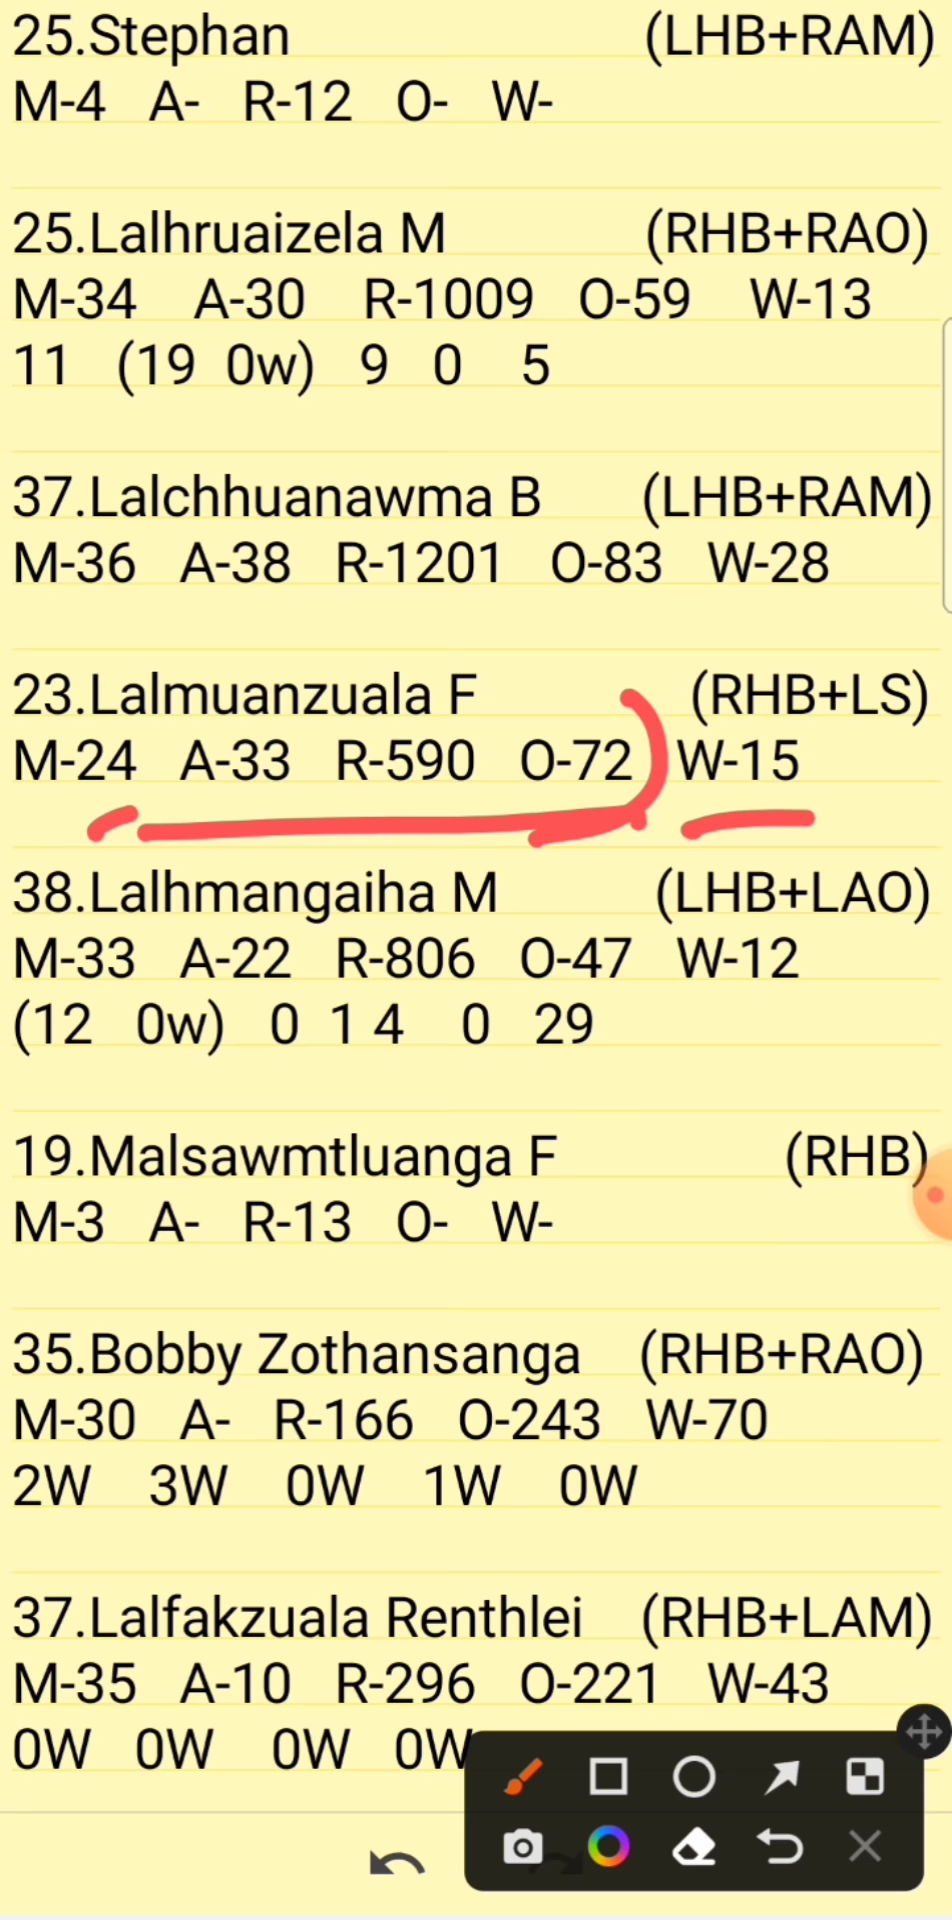 25.Stephan (LHB+RAM)
M-4 A- R-12 O- W-
25.Lalhruaizela M (RHB+RAO)
M-34 A-30 R-1009 O-59 W-13
11 (19 0w) 9 0 5
37.Lalchhuanawma B (LHB+RAM)
M-36 A-38 R-1201 O-83 W-28
23.Lalmuanzuala F (RHB+LS)
M-24 A-33 R-590 O-72 W-15
38.Lalhmangaiha M (LHB+LAO)
M-33 A-22 R-806 O-47 W-12
(12 0w) 0 1 4 0 29
19.Malsawmtluanga F (RHB)
M-3 A- R-13 O- W-
35.Bobby Zothansanga (RHB+RAO)
M-30 A- R-166 O-243 W-70
2W 3W 0W 1W 0W
37.Lalfakzuala Renthlei (RHB+LAM)
M-35 A-10 R-296 O-221 W-43
0W 0W 0W 0W